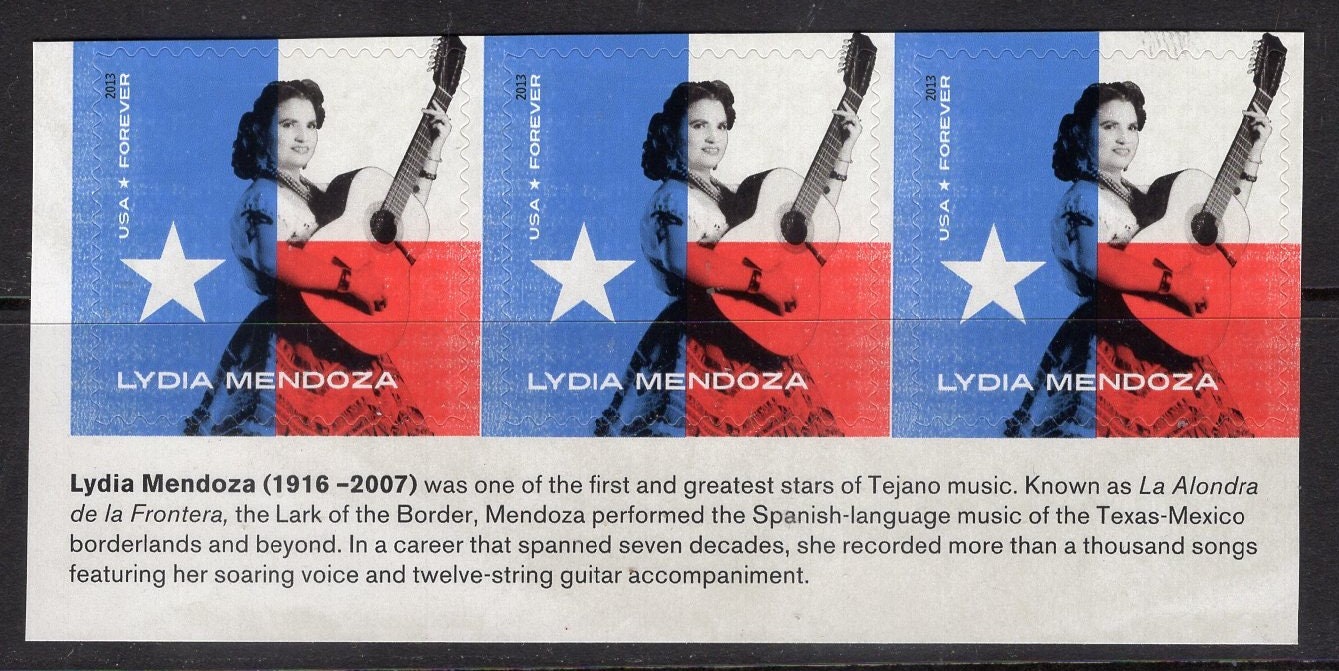 2013
USA ★ FOREVER
LYDIA MENDOZA
2013
USA ★ FOREVER
LYDIA MENDOZA
2013
USA ★ FOREVER
LYDIA MENDOZA
Lydia Mendoza (1916 –2007) was one of the first and greatest stars of Tejano music. Known as La Alondra
de la Frontera, the Lark of the Border, Mendoza performed the Spanish-language music of the Texas-Mexico
borderlands and beyond. In a career that spanned seven decades, she recorded more than a thousand songs
featuring her soaring voice and twelve-string guitar accompaniment.